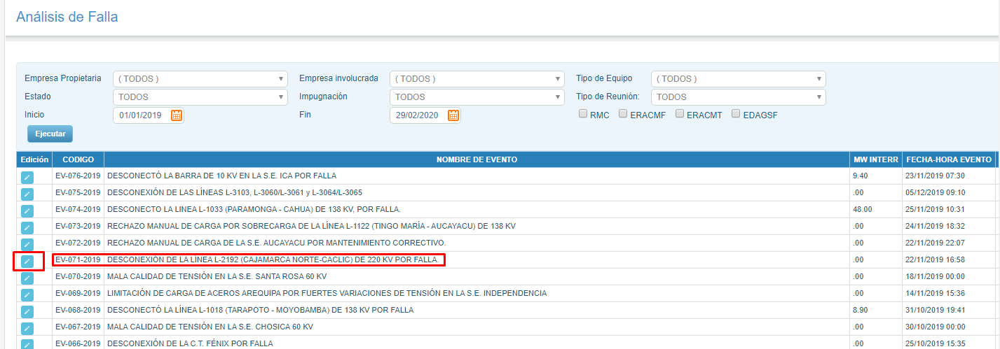 Análisis de Falla
Empresa Propietaria ( TODOS ) Empresa involucrada ( TODOS ) Tipo de Equipo ( TODOS )
Estado TODOS Impugnación TODOS Tipo de Reunión: TODOS
Inicio 01/01/2019 Fin 29/02/2020 RMC ERACMF ERACMT EDAGSF
Ejecutar
Edición CODIGO NOMBRE DE EVENTO MW INTERR FECHA-HORA EVENTO
EV-076-2019 DESCONECTÓ LA BARRA DE 10 KV EN LA S.E. ICA POR FALLA 9.40 23/11/2019 07:30
EV-075-2019 DESCONEXIÓN DE LAS LÍNEAS L-3103, L-3060/L-3061 y L-3064/L-3065 .00 05/12/2019 09:10
EV-074-2019 DESCONECTO LA LINEA L-1033 (PARAMONGA - CAHUA) DE 138 KV, POR FALLA. 48.00 25/11/2019 10:31
EV-073-2019 RECHAZO MANUAL DE CARGA POR SOBRECARGA DE LA LÍNEA L-1122 (TINGO MARÍA - AUCAYACU) DE 138 KV .00 24/11/2019 18:32
EV-072-2019 RECHAZO MANUAL DE CARGA DE LA S.E. AUCAYACU POR MANTENIMIENTO CORRECTIVO. .00 22/11/2019 22:07
EV-071-2019 DESCONEXIÓN DE LA LÍNEA L-2192 (CAJAMARCA NORTE-CACLIC) DE 220 KV POR FALLA. .00 22/11/2019 16:58
EV-070-2019 MALA CALIDAD DE TENSIÓN EN LA S.E. SANTA ROSA 60 KV .00 18/11/2019 00:00
EV-069-2019 LIMITACIÓN DE CARGA DE ACEROS AREQUIPA POR FUERTES VARIACIONES DE TENSIÓN EN LA S.E. INDEPENDENCIA .00 14/11/2019 15:36
EV-068-2019 DESCONECTÓ LA LÍNEA L-1018 (TARAPOTO - MOYOBAMBA) DE 138 KV POR FALLA 8.90 31/10/2019 19:41
EV-067-2019 MALA CALIDAD DE TENSIÓN EN LA S.E. CHOSICA 60 KV .00 30/10/2019 00:00
EV-066-2019 DESCONEXIÓN DE LA C.T. FÉNIX POR FALLA .00 25/10/2019 15:35